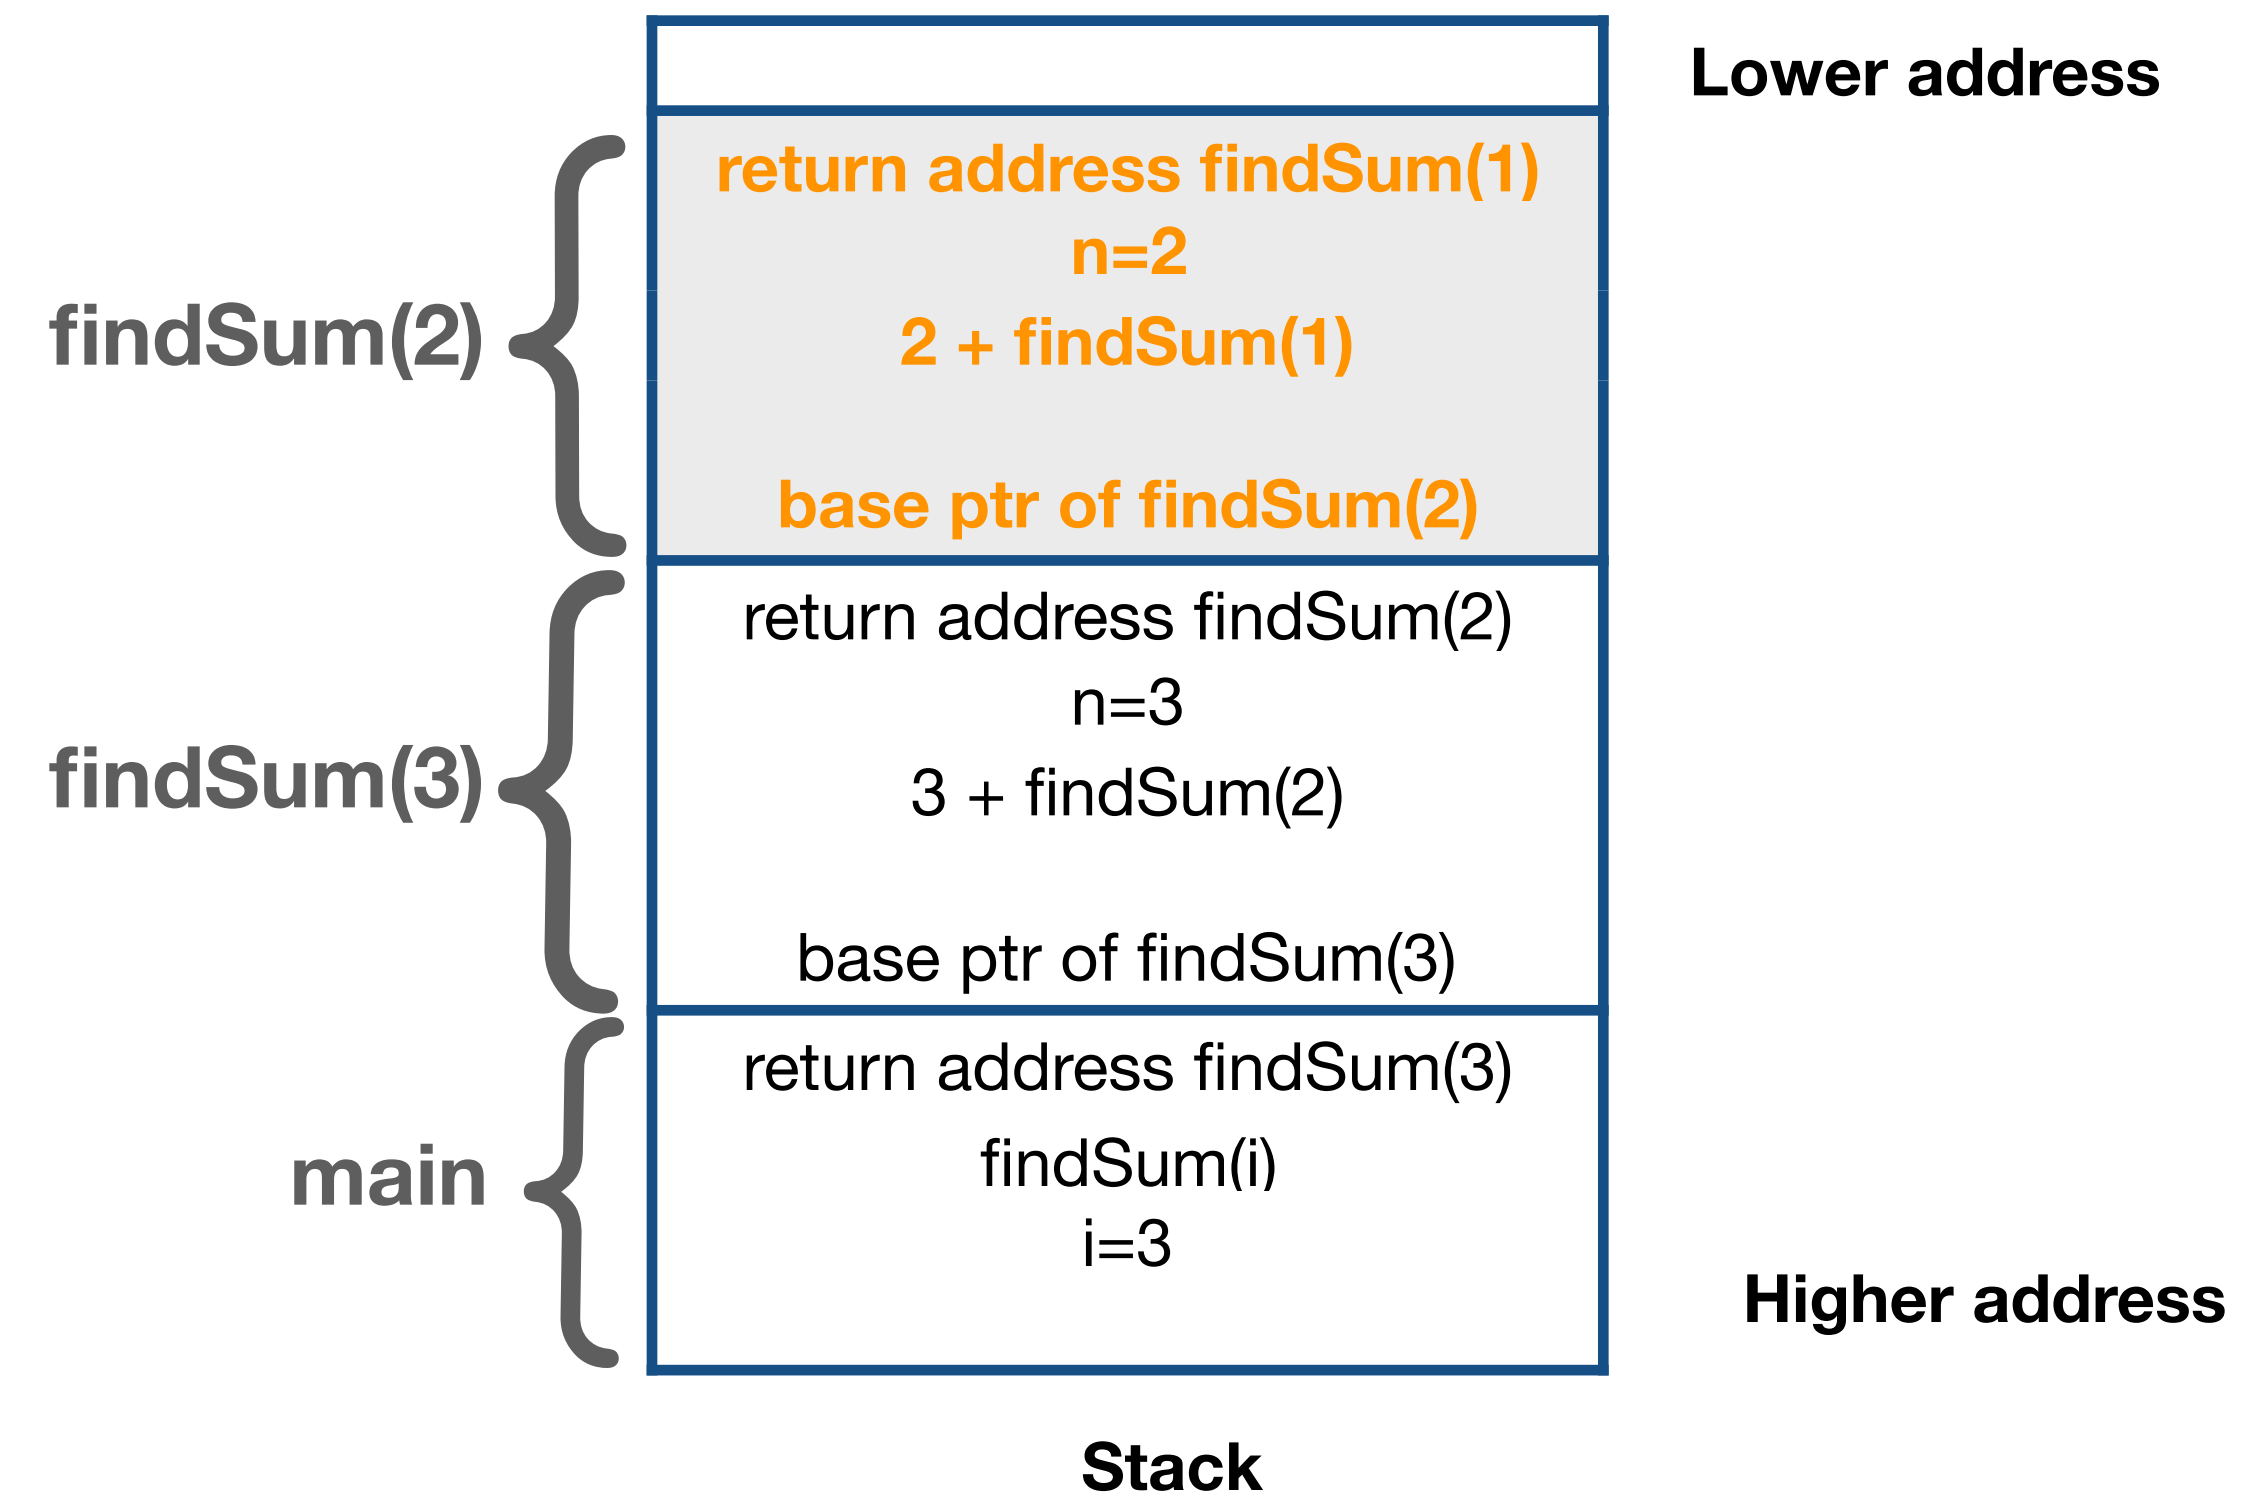 Lower address
findSum(2)
return address findSum(1)
n=2
2 + findSum(1)
base ptr of findSum(2)
findSum(3)
return address findSum(2)
n=3
3 + findSum(2)
base ptr of findSum(3)
main
return address findSum(3)
findSum(i)
i=3
Higher address
Stack